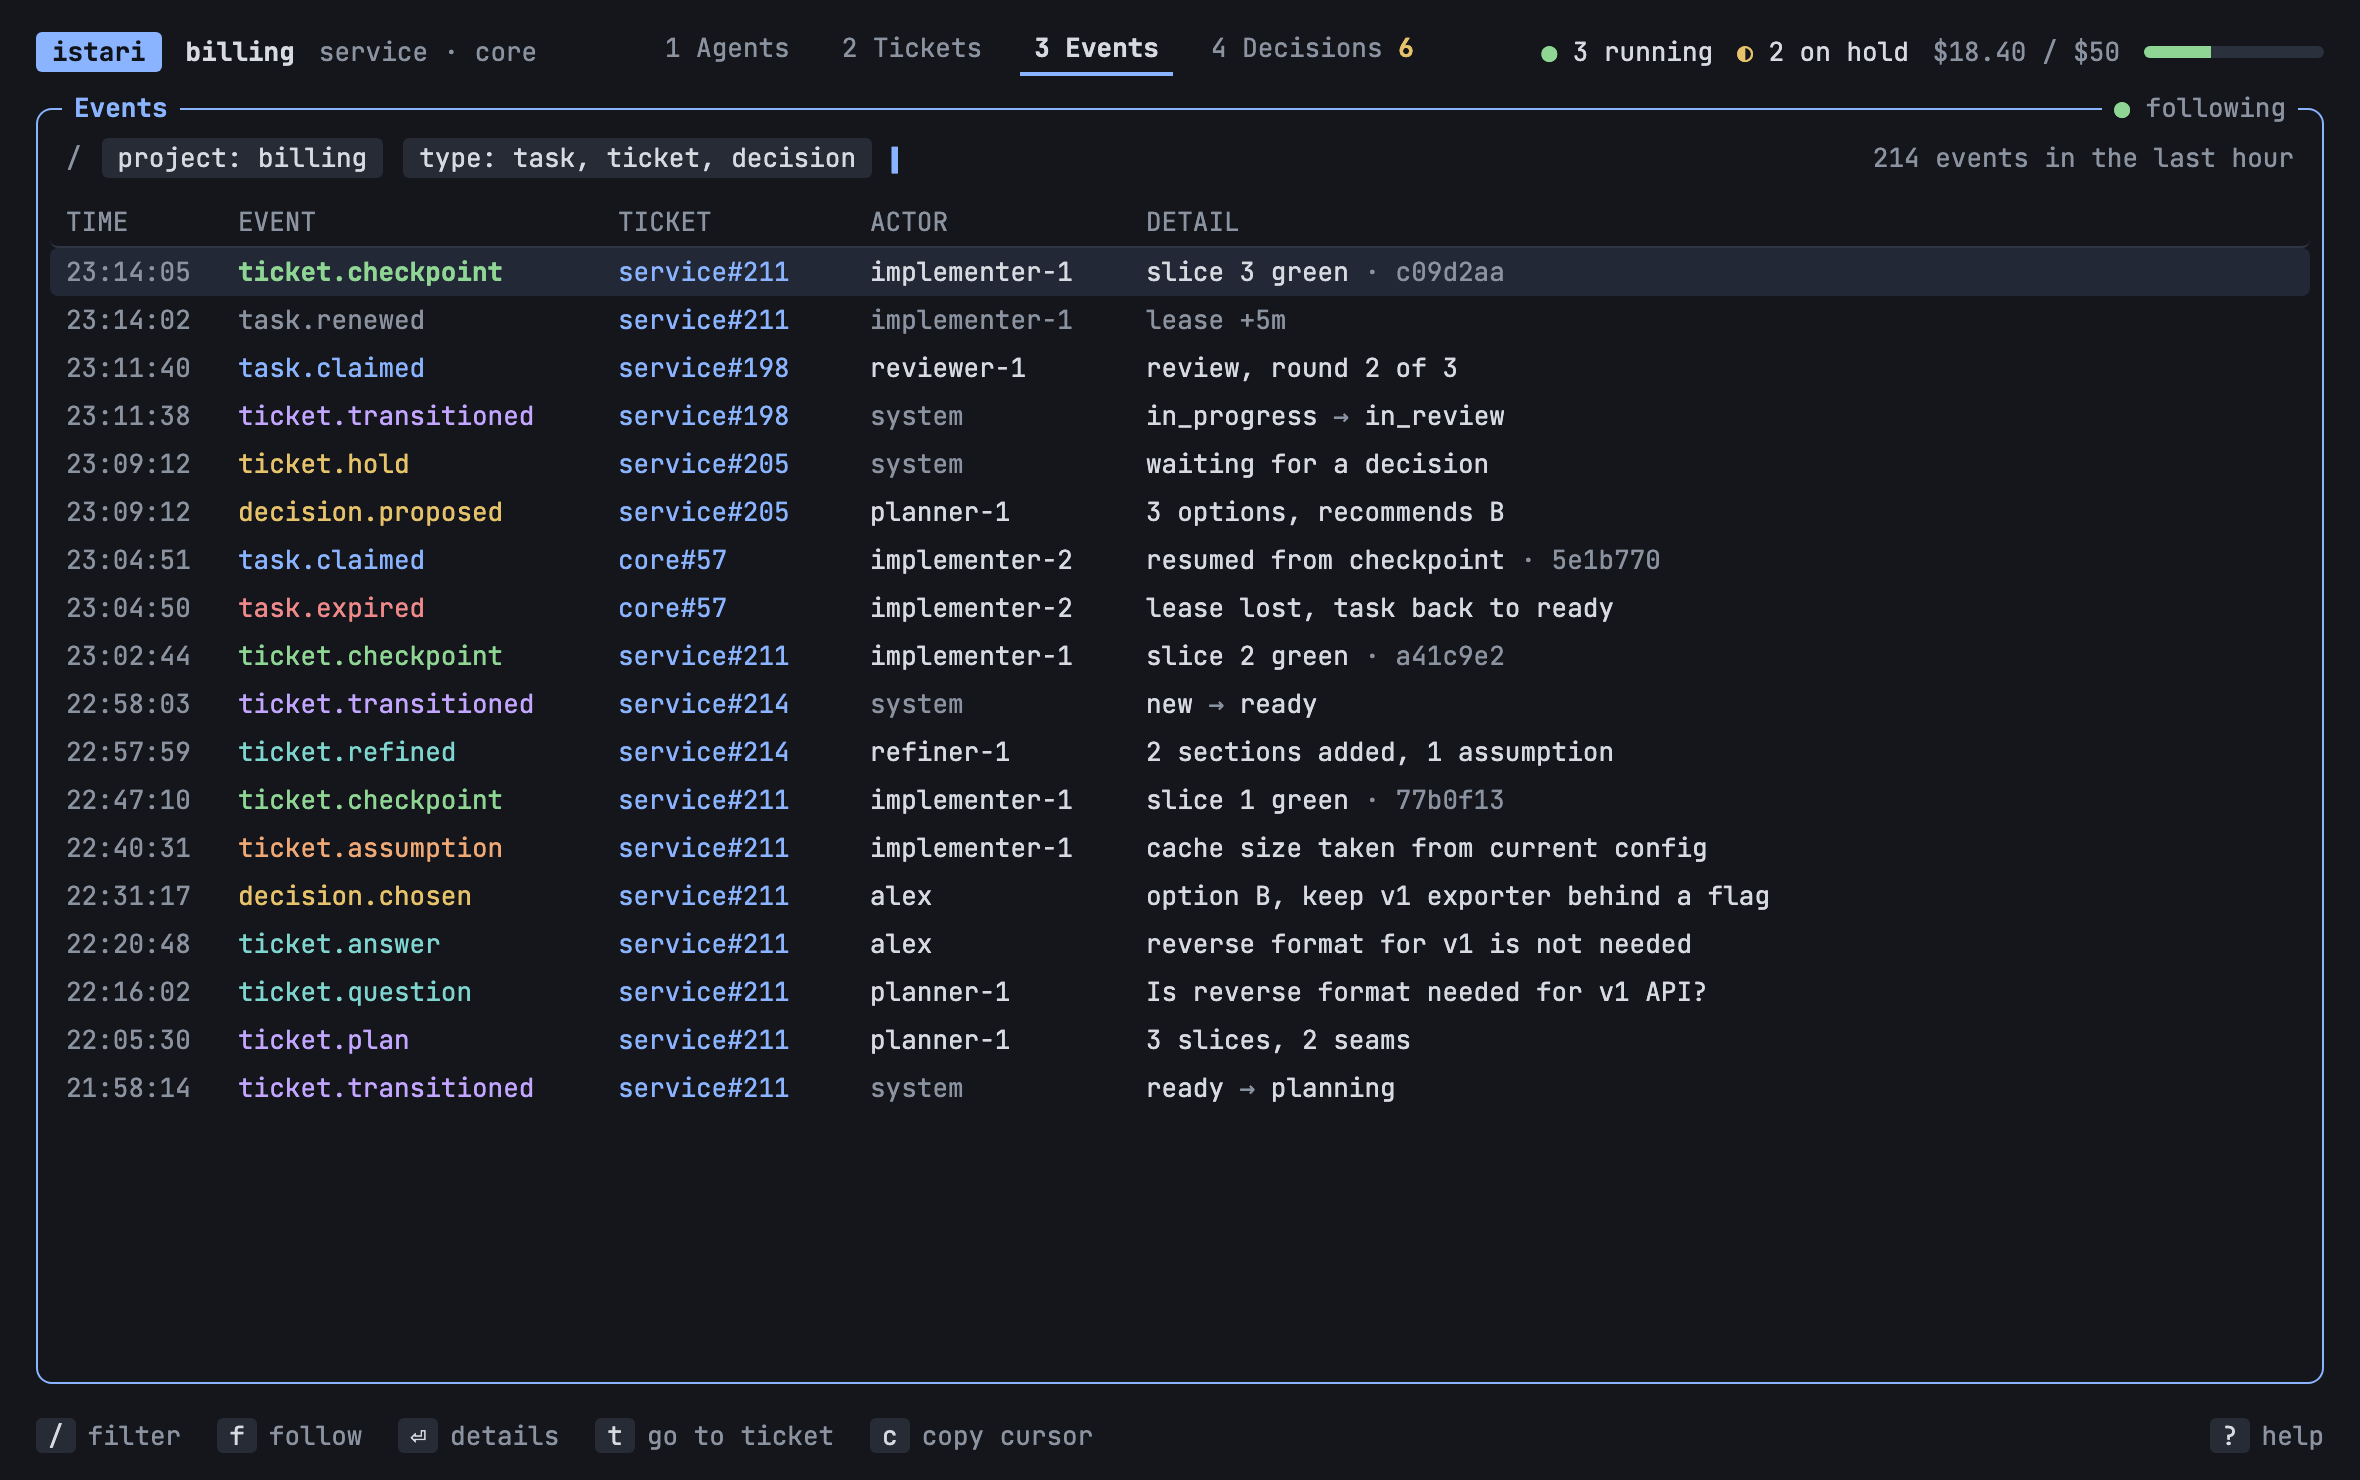 istari billing service · core 1 Agents 2 Tickets 3 Events 4 Decisions 6 ● 3 running ◐ 2 on hold $18.40 / $50
Events ● following
/ project: billing type: task, ticket, decision 214 events in the last hour
TIME EVENT TICKET ACTOR DETAIL
23:14:05 ticket.checkpoint service#211 implementer-1 slice 3 green · c09d2aa
23:14:02 task.renewed service#211 implementer-1 lease +5m
23:11:40 task.claimed service#198 reviewer-1 review, round 2 of 3
23:11:38 ticket.transitioned service#198 system in_progress → in_review
23:09:12 ticket.hold service#205 system waiting for a decision
23:09:12 decision.proposed service#205 planner-1 3 options, recommends B
23:04:51 task.claimed core#57 implementer-2 resumed from checkpoint · 5e1b770
23:04:50 task.expired core#57 implementer-2 lease lost, task back to ready
23:02:44 ticket.checkpoint service#211 implementer-1 slice 2 green · a41c9e2
22:58:03 ticket.transitioned service#214 system new → ready
22:57:59 ticket.refined service#214 refiner-1 2 sections added, 1 assumption
22:47:10 ticket.checkpoint service#211 implementer-1 slice 1 green · 77b0f13
22:40:31 ticket.assumption service#211 implementer-1 cache size taken from current config
22:31:17 decision.chosen service#211 alex option B, keep v1 exporter behind a flag
22:20:48 ticket.answer service#211 alex reverse format for v1 is not needed
22:16:02 ticket.question service#211 planner-1 Is reverse format needed for v1 API?
22:05:30 ticket.plan service#211 planner-1 3 slices, 2 seams
21:58:14 ticket.transitioned service#211 system ready → planning
/ filter f follow ⏎ details t go to ticket c copy cursor ? help